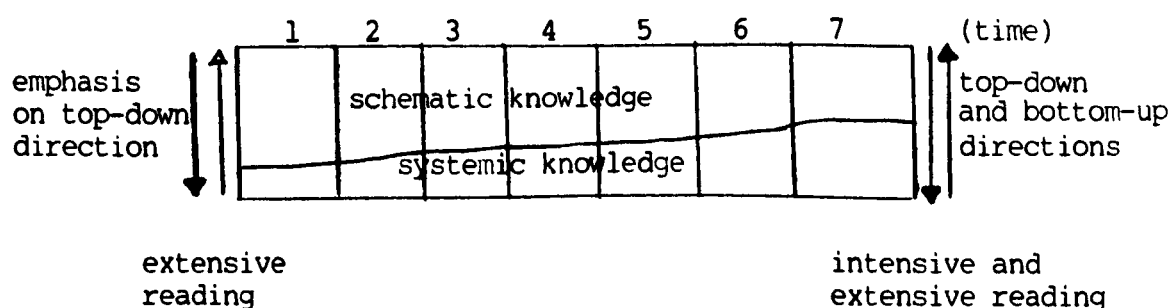 1 2 3 4 5 6 7 (time)
emphasis
on top-down
direction
schematic knowledge
systemic knowledge
top-down
and bottom-up
directions
extensive
reading
intensive and
extensive reading